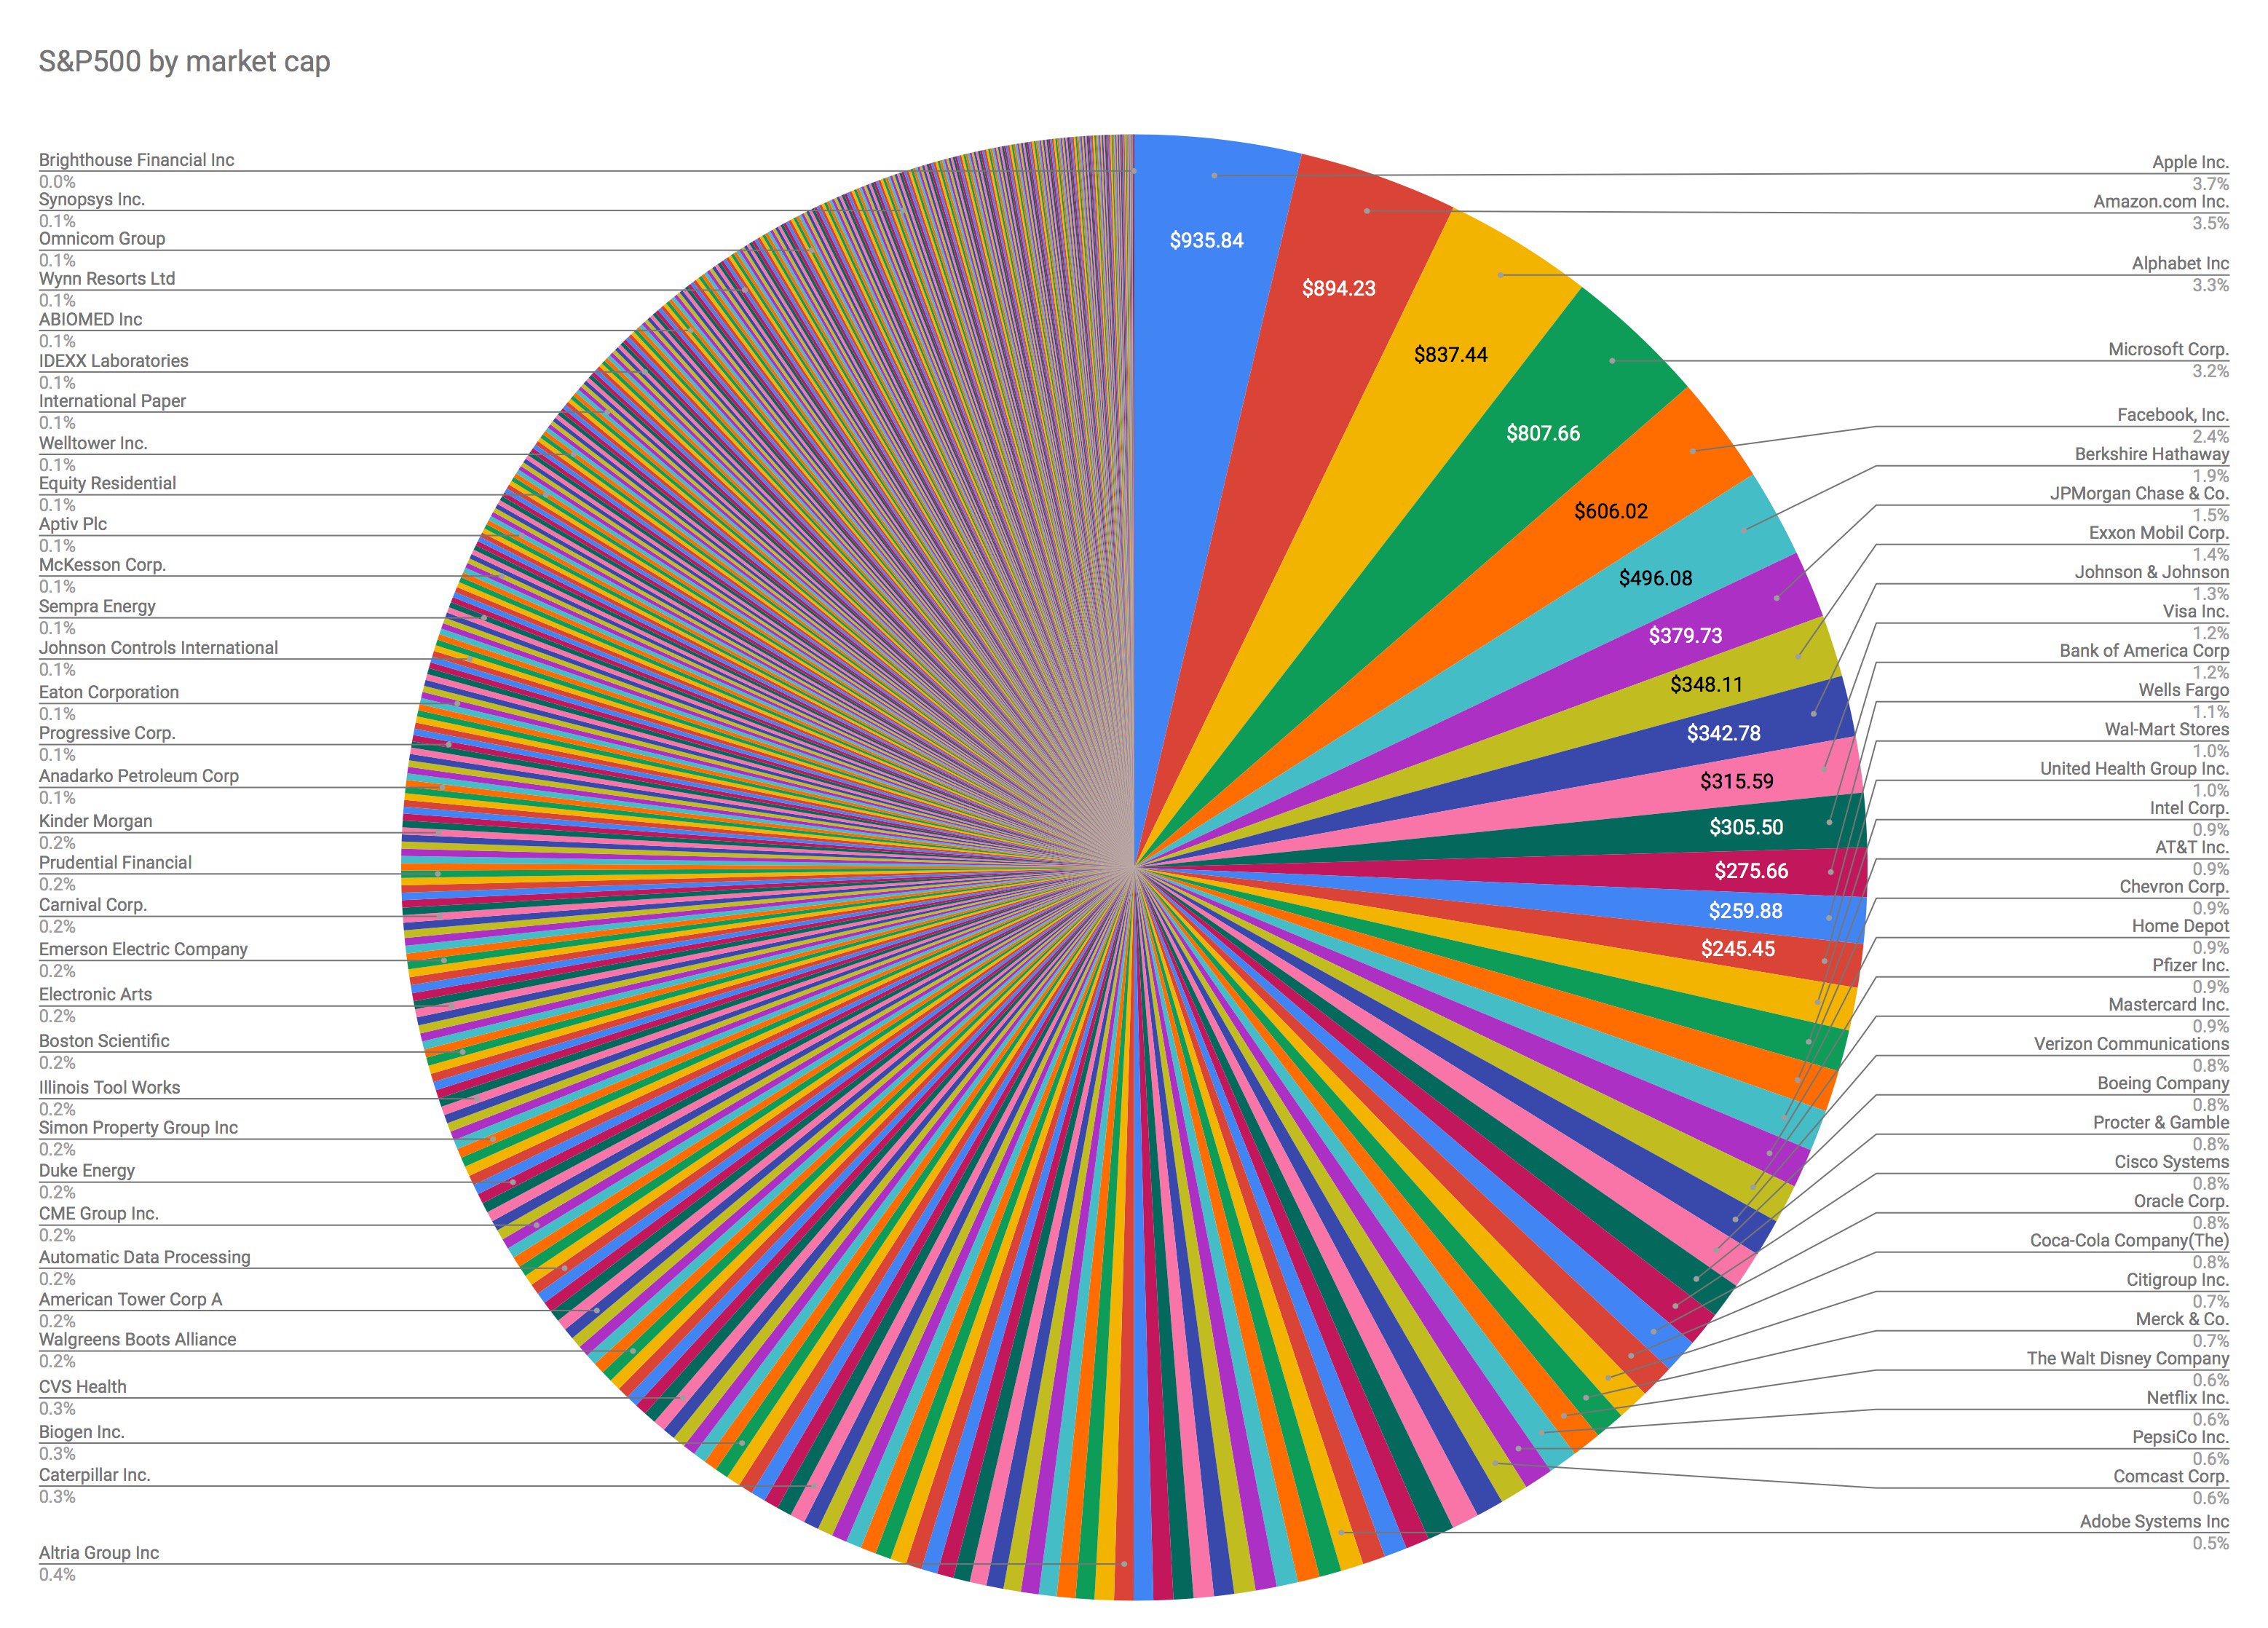 S&P500 by market cap
Brighthouse Financial Inc
0.0%
Synopsys Inc.
0.1%
Omnicom Group
0.1%
Wynn Resorts Ltd
0.1%
ABIOMED Inc
0.1%
IDEXX Laboratories
0.1%
International Paper
0.1%
Welltower Inc.
0.1%
Equity Residential
0.1%
Aptiv Plc
0.1%
McKesson Corp.
0.1%
Sempra Energy
0.1%
Johnson Controls International
0.1%
Eaton Corporation
0.1%
Progressive Corp.
0.1%
Anadarko Petroleum Corp
0.1%
Kinder Morgan
0.2%
Prudential Financial
0.2%
Carnival Corp.
0.2%
Emerson Electric Company
0.2%
Electronic Arts
0.2%
Boston Scientific
0.2%
Illinois Tool Works
0.2%
Simon Property Group Inc
0.2%
Duke Energy
0.2%
CME Group Inc.
0.2%
Automatic Data Processing
0.2%
American Tower Corp A
0.2%
Walgreens Boots Alliance
0.2%
CVS Health
0.3%
Biogen Inc.
0.3%
Caterpillar Inc.
0.3%
Altria Group Inc
0.4%
$935.84
$894.23
$837.44
$807.66
$606.02
$496.08
$379.73
$348.11
$342.78
$315.59
$305.50
$275.66
$259.88
$245.45
Apple Inc.
3.7%
Amazon.com Inc.
3.5%
Alphabet Inc
3.3%
Microsoft Corp.
3.2%
Facebook, Inc.
2.4%
Berkshire Hathaway
1.9%
JPMorgan Chase & Co.
1.5%
Exxon Mobil Corp.
1.4%
Johnson & Johnson
1.3%
Visa Inc.
1.2%
Bank of America Corp
1.2%
Wells Fargo
1.1%
Wal-Mart Stores
1.0%
United Health Group Inc.
1.0%
Intel Corp.
0.9%
AT&T Inc.
0.9%
Chevron Corp.
0.9%
Home Depot
0.9%
Pfizer Inc.
0.9%
Mastercard Inc.
0.9%
Verizon Communications
0.8%
Boeing Company
0.8%
Procter & Gamble
0.8%
Cisco Systems
0.8%
Oracle Corp.
0.8%
Coca-Cola Company(The)
0.8%
Citigroup Inc.
0.7%
Merck & Co.
0.7%
The Walt Disney Company
0.6%
Netflix Inc.
0.6%
PepsiCo Inc.
0.6%
Comcast Corp.
0.6%
Adobe Systems Inc
0.5%